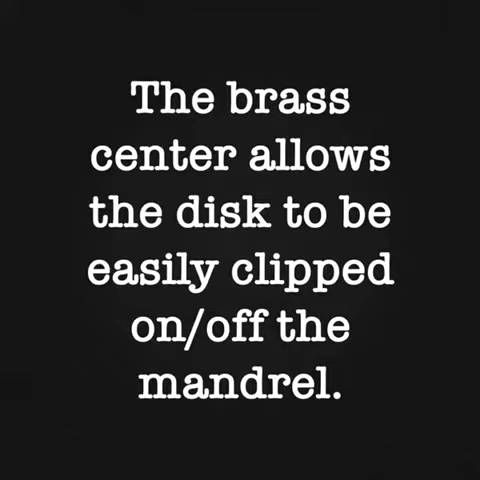 The brass
center allows
the disk to be
easily clipped
on/off the
mandrel.